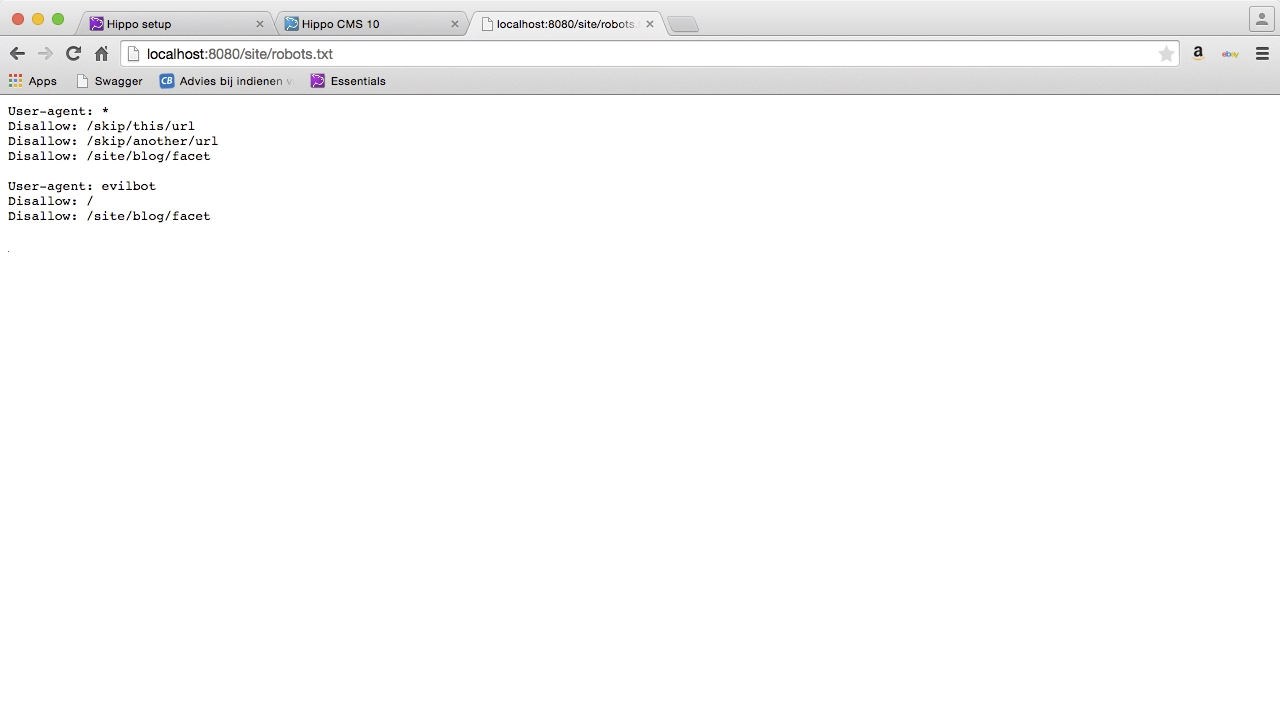 Hippo setup
Hippo CMS 10
localhost:8080/site/robots.
localhost:8080/site/robots.txt
a
ebay
Apps
Swagger
CB
Advies bij indienen v
Essentials
User-agent: *
Disallow: /skip/this/url
Disallow: /skip/another/url
Disallow: /site/blog/facet
User-agent: evilbot
Disallow: /
Disallow: /site/blog/facet